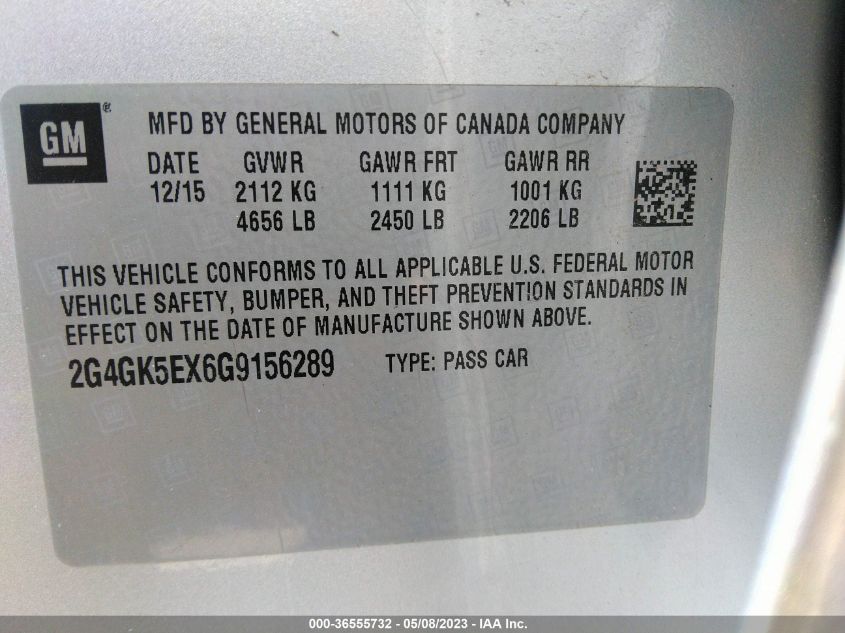 GM®
MFD BY GENERAL MOTORS OF CANADA COMPANY
DATE GVWR GAWR FRT GAWR RR
12/15 2112 KG 1111 KG 1001 KG
4656 LB 2450 LB 2206 LB
THIS VEHICLE CONFORMS TO ALL APPLICABLE U.S. FEDERAL MOTOR
VEHICLE SAFETY, BUMPER, AND THEFT PREVENTION STANDARDS IN
EFFECT ON THE DATE OF MANUFACTURE SHOWN ABOVE.
2G4GK5EX6G9156289 TYPE: PASS CAR
000-36555732 - 05/08/2023 - IAA Inc.